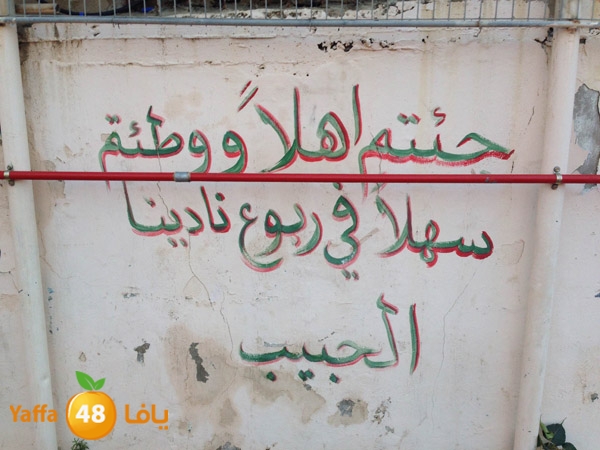 جئتم اهلاً ووطئتم
سهلاً في ربوع نادينا
الحبيب
Yaffa 48 يافا